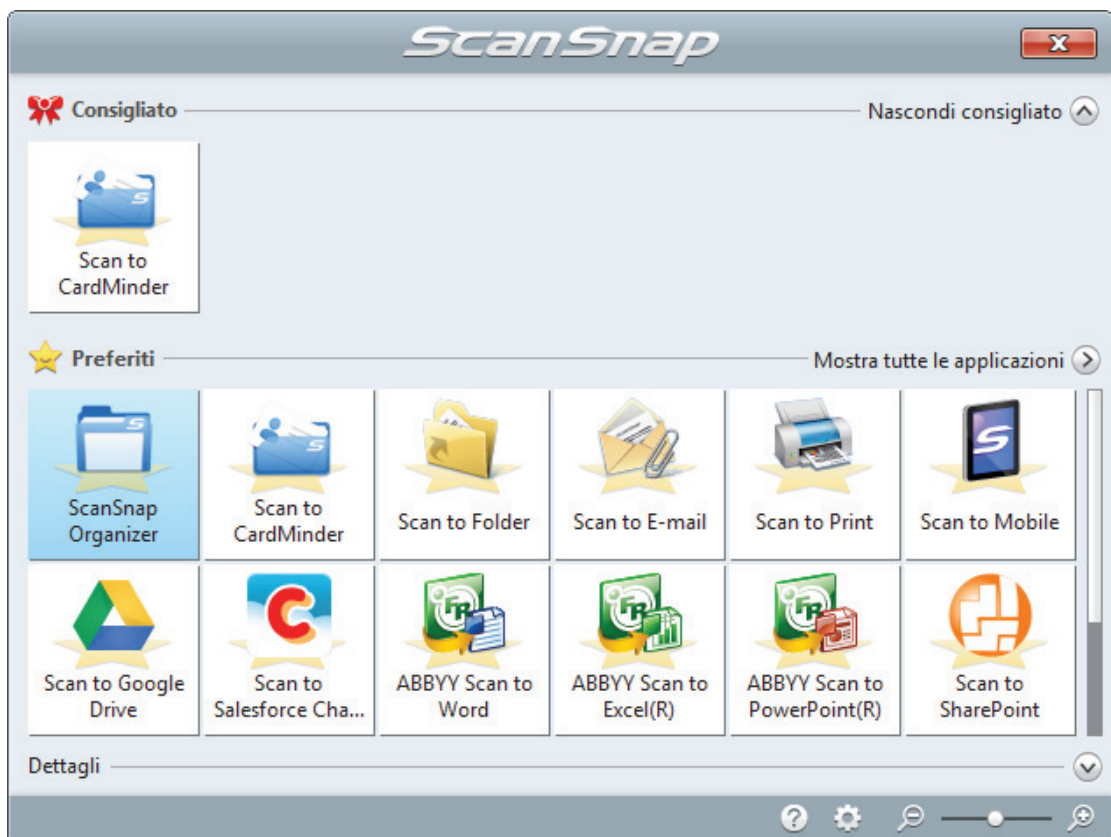 ScanSnap
Consigliato
Nascondi consigliato
Scan to
CardMinder
Preferiti
Mostra tutte le applicazioni
ScanSnap
Organizer
Scan to
CardMinder
Scan to Folder
Scan to E-mail
Scan to Print
Scan to Mobile
Scan to Google
Drive
Scan to
Salesforce Cha...
ABBYY Scan to
Word
ABBYY Scan to
Excel(R)
ABBYY Scan to
PowerPoint(R)
Scan to
SharePoint
Dettagli